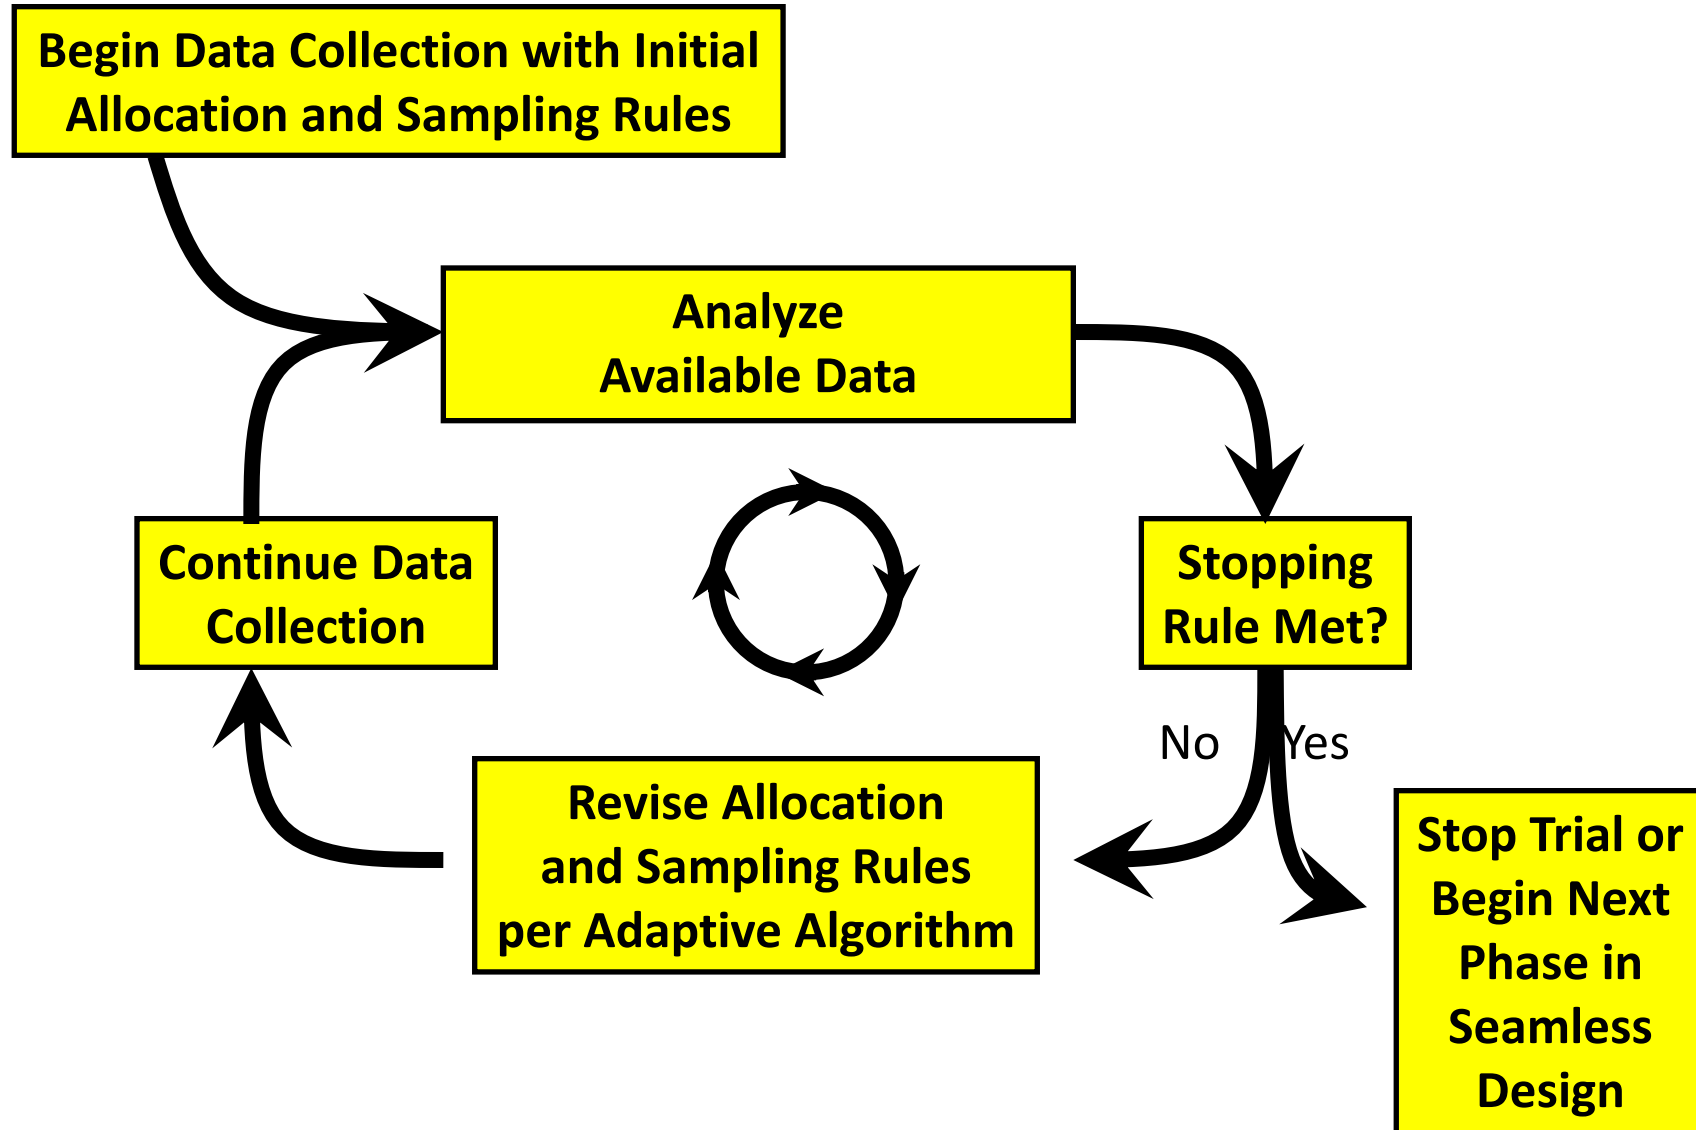 Begin Data Collection with Initial
Allocation and Sampling Rules
Analyze
Available Data
Continue Data
Collection
Stopping
Rule Met?
No
Yes
Revise Allocation
and Sampling Rules
per Adaptive Algorithm
Stop Trial or
Begin Next
Phase in
Seamless
Design